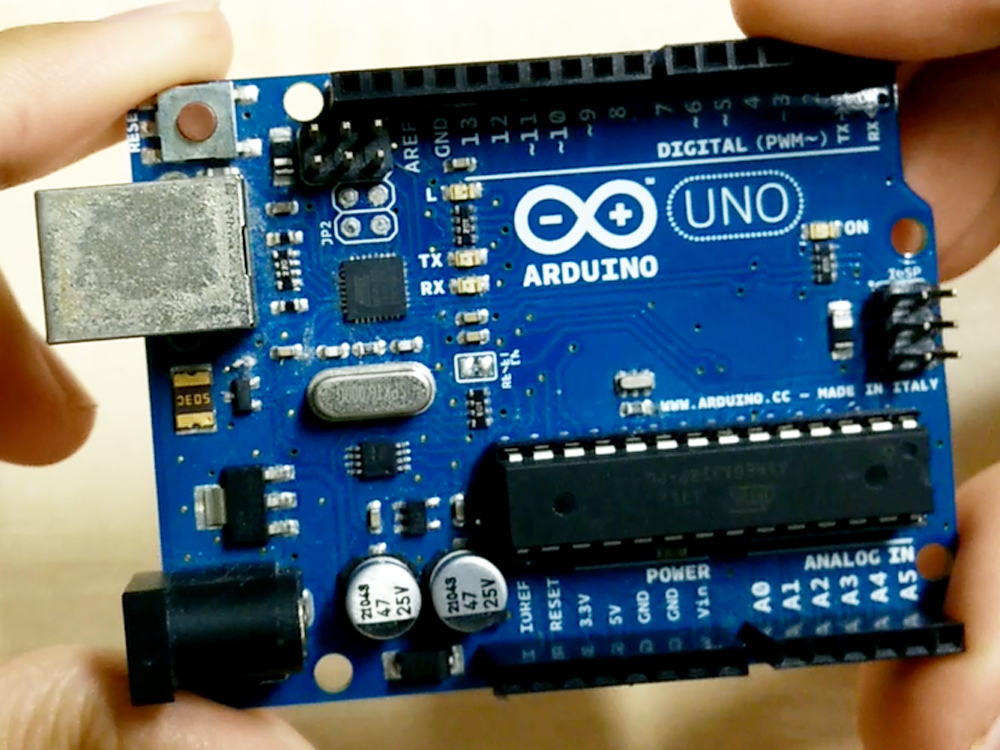 RESE
AREF
GND
13
12
~11
~10
~9
8
7
~6
~5
4
~3
2
TX
RX
DIGITAL (PWM~)
L
JP2
UNO
ARDUINO
ON
TX
RX
ICSP
503C
WWW.ARDUINO.CC - MADE IN ITALY
POWER
ANALOG IN
IOREF
RESET
3.3V
5V
GND
GND
Vin
A0
A1
A2
A3
A4
A5
21043
47
25V
21043
47
25V